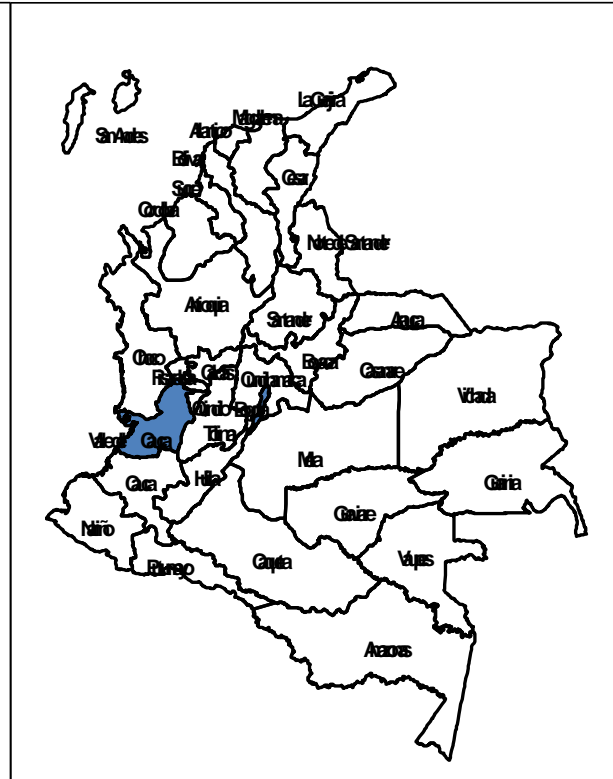 La Guajira
Magdalena
San Andres
Atlantico
Bolivar
Cesar
Sucre
Cordoba
Norte de Santander
Antioquia
Santander
Arauca
Choco
Risaralda
Caldas
Cundinamarca
Boyaca
Casanare
Vichada
Quindio
Bogota
Tolima
Valle del Cauca
Meta
Cauca
Huila
Guainia
Guaviare
Nariño
Putumayo
Caqueta
Vaupes
Amazonas